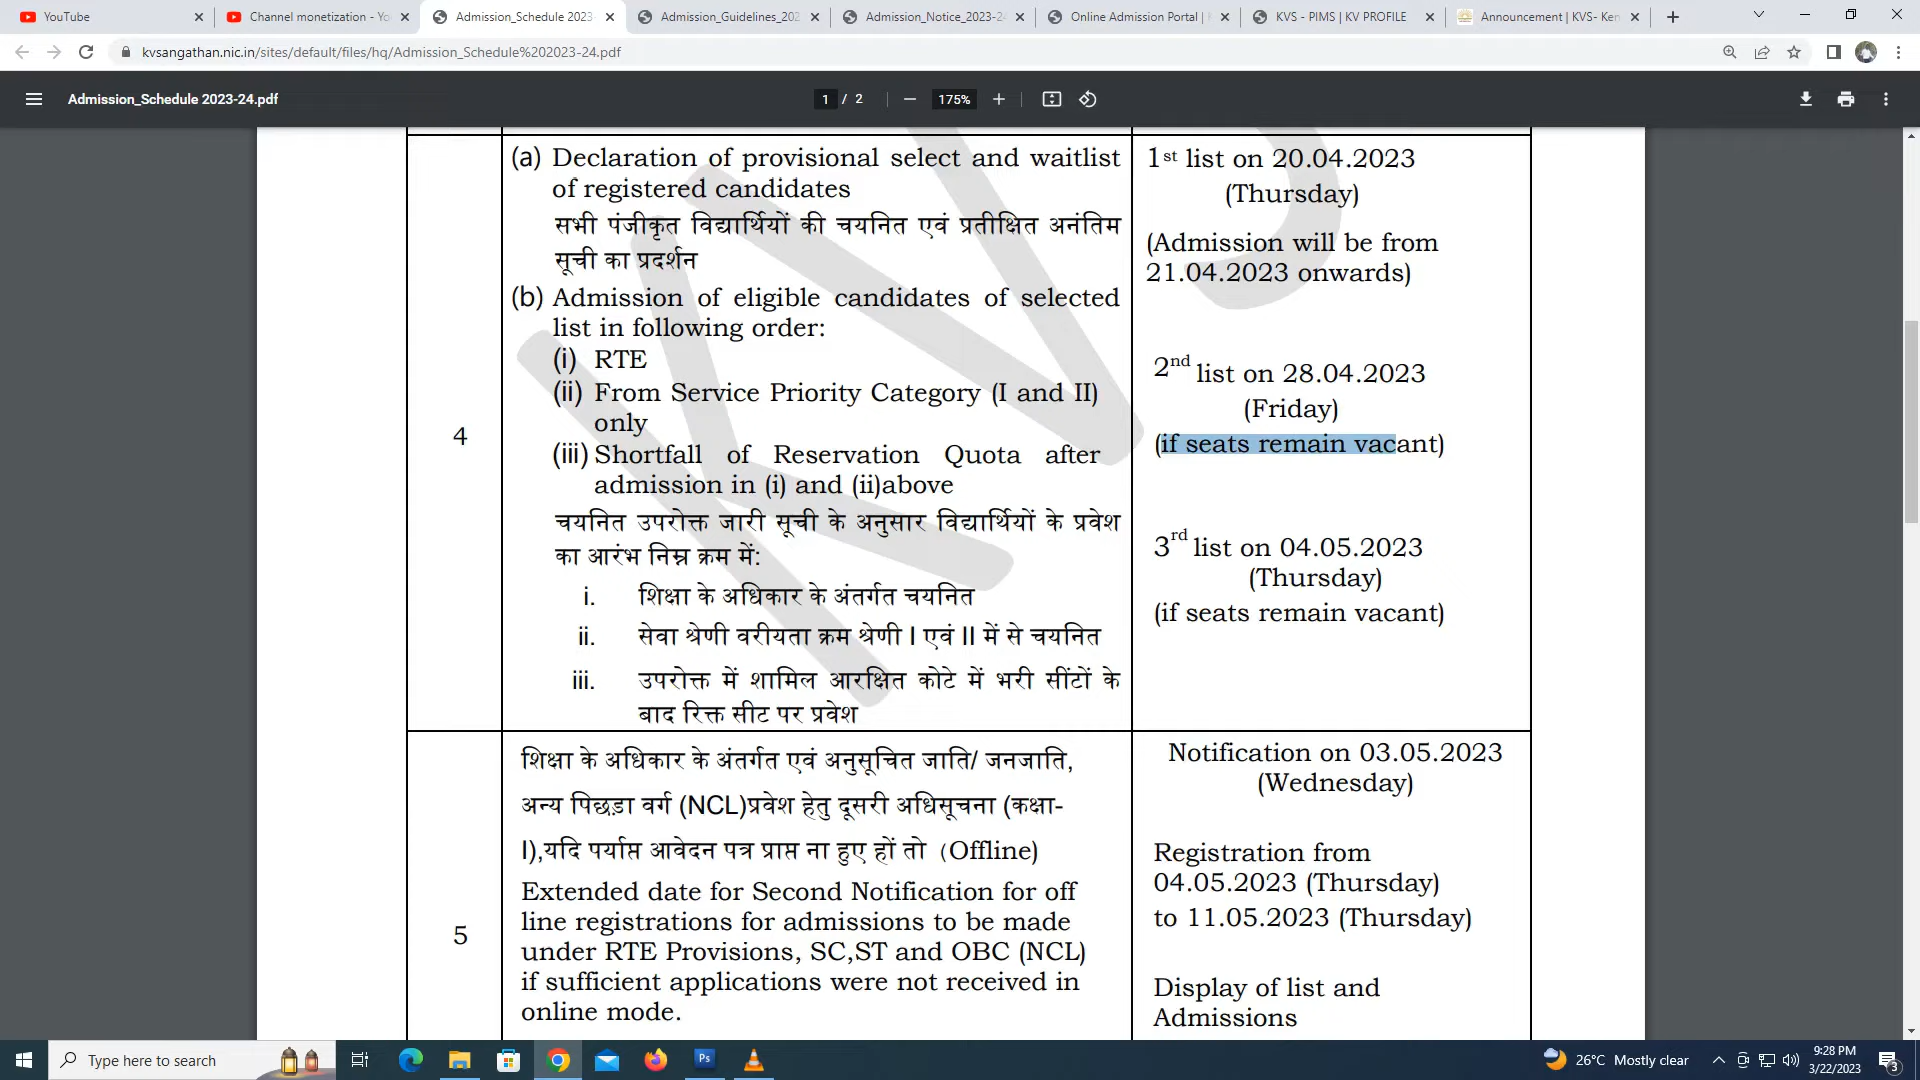 YouTube
Channel monetization - Yo
Admission_Schedule 2023-
Admission_Guidelines_202
Admission_Notice_2023-2
Online Admission Portal |
KVS - PIMS | KV PROFILE
Announcement | KVS- Ken
kvsangathan.nic.in/sites/default/files/hq/Admission_Schedule%202023-24.pdf
Admission_Schedule 2023-24.pdf
1 / 2
175%
(a) Declaration of provisional select and waitlist
of registered candidates
सभी पंजीकृत विद्यार्थियों की चयनित एवं प्रतीक्षित अनंतिम
सूची का प्रदर्शन
(b) Admission of eligible candidates of selected
list in following order:
(i) RTE
(ii) From Service Priority Category (I and II)
only
4
(iii) Shortfall of Reservation Quota after
admission in (i) and (ii)above
चयनित उपरोक्त जारी सूची के अनुसार विद्यार्थियों के प्रवेश
का आरंभ निम्न क्रम में:
i. शिक्षा के अधिकार के अंतर्गत चयनित
ii. सेवा श्रेणी वरीयता क्रम श्रेणी I एवं II में से चयनित
iii. उपरोक्त में शामिल आरक्षित कोटे में भरी सींटों के
बाद रिक्त सीट पर प्रवेश
1st list on 20.04.2023
(Thursday)
(Admission will be from
21.04.2023 onwards)
2nd list on 28.04.2023
(Friday)
(if seats remain vacant)
3rd list on 04.05.2023
(Thursday)
(if seats remain vacant)
शिक्षा के अधिकार के अंतर्गत एवं अनुसूचित जाति/ जनजाति,
अन्य पिछड़ा वर्ग (NCL)प्रवेश हेतु दूसरी अधिसूचना (कक्षा-
I),यदि पर्याप्त आवेदन पत्र प्राप्त ना हुए हों तो (Offline)
Extended date for Second Notification for off
line registrations for admissions to be made
5
under RTE Provisions, SC,ST and OBC (NCL)
if sufficient applications were not received in
online mode.
Notification on 03.05.2023
(Wednesday)
Registration from
04.05.2023 (Thursday)
to 11.05.2023 (Thursday)
Display of list and
Admissions
KVS
Type here to search
Ps
26°C Mostly clear
9:28 PM
3/22/2023
3